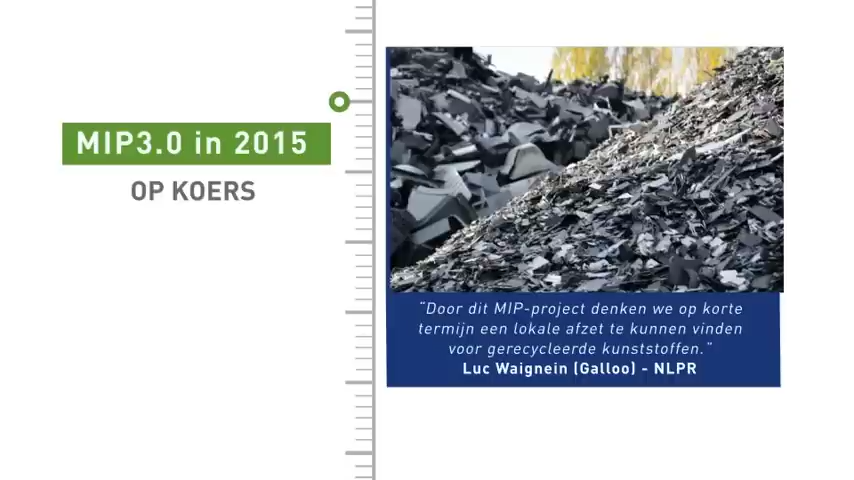 MIP3.0 in 2015
OP KOERS
“Door dit MIP-project denken we op korte
termijn een lokale afzet te kunnen vinden
voor gerecycleerde kunststoffen.”
Luc Waignein (Galloo) - NLPR